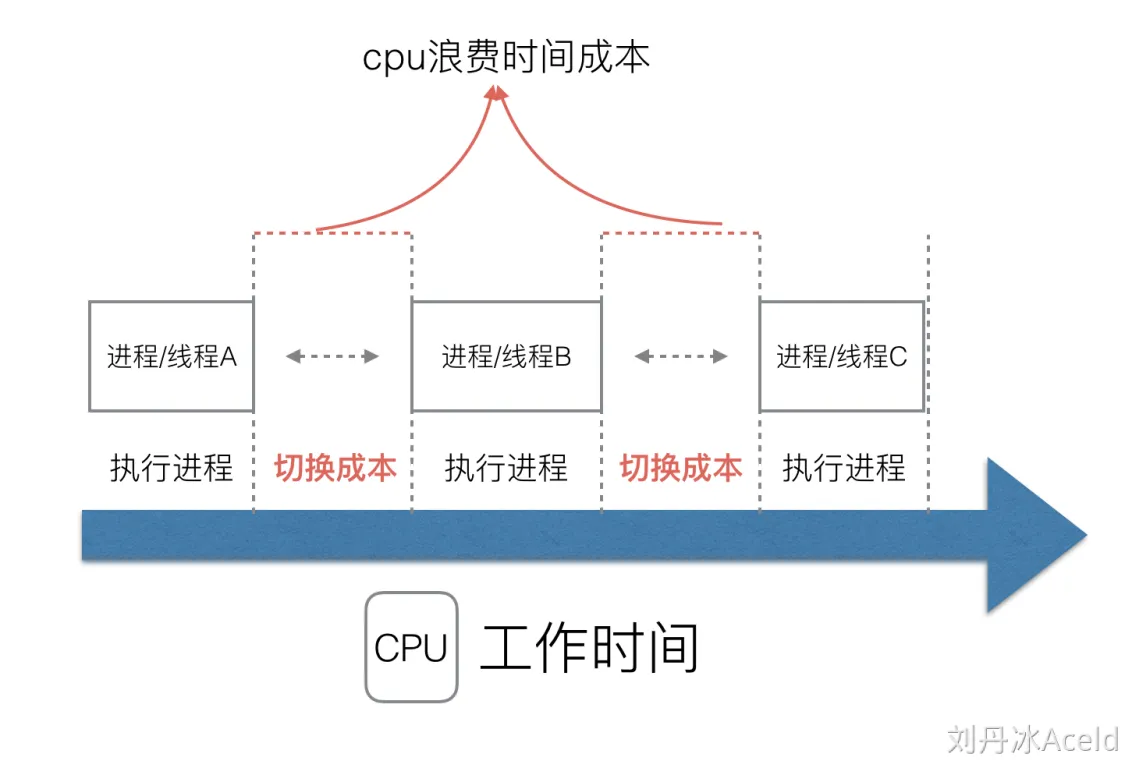 cpu浪费时间成本
进程/线程A
进程/线程B
进程/线程C
执行进程
切换成本
执行进程
切换成本
执行进程
CPU
工作时间
刘丹冰Aceld